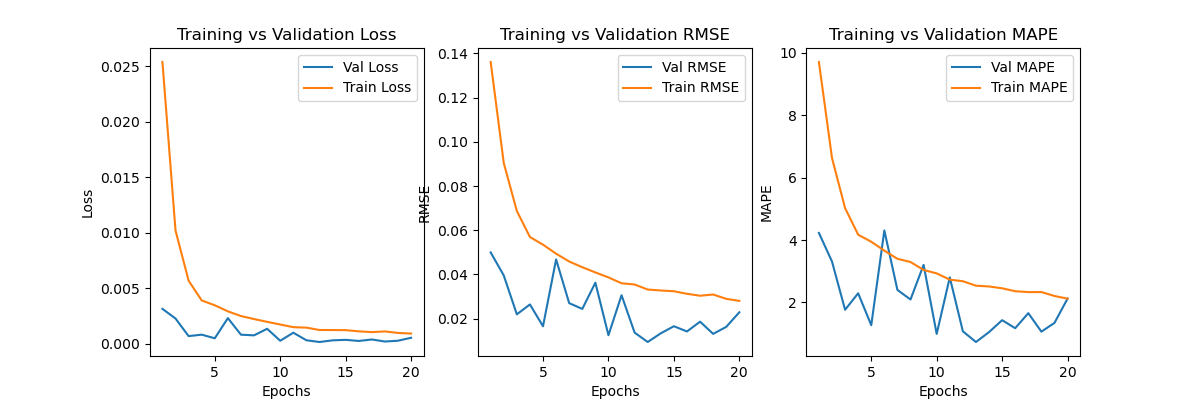 Training vs Validation Loss
Val Loss
Train Loss
0.025
0.020
0.015
0.010
0.005
0.000
Loss
5
10
15
20
Epochs
Training vs Validation RMSE
Val RMSE
Train RMSE
0.14
0.12
0.10
0.08
0.06
0.04
0.02
RMSE
5
10
15
20
Epochs
Training vs Validation MAPE
Val MAPE
Train MAPE
10
8
6
4
2
MAPE
5
10
15
20
Epochs